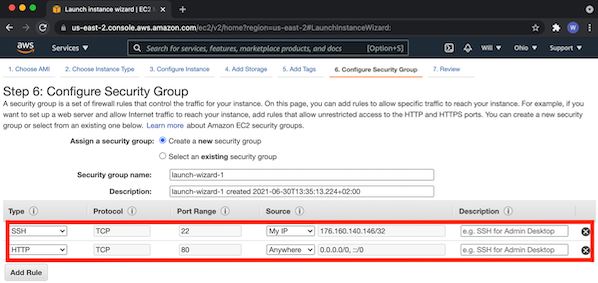 Launch instance wizard | EC2
us-east-2.console.aws.amazon.com/ec2/v2/home?region=us-east-2#LaunchInstanceWizard:
aws Services Search for services, features, marketplace products, and docs [Option+S] Will Ohio Support
1. Choose AMI 2. Choose Instance Type 3. Configure Instance 4. Add Storage 5. Add Tags 6. Configure Security Group 7. Review
Step 6: Configure Security Group
A security group is a set of firewall rules that control the traffic for your instance. On this page, you can add rules to allow specific traffic to reach your instance. For example, if you
want to set up a web server and allow Internet traffic to reach your instance, add rules that allow unrestricted access to the HTTP and HTTPS ports. You can create a new
security group or select from an existing one below. Learn more about Amazon EC2 security groups.
Assign a security group: Create a new security group
Select an existing security group
Security group name: launch-wizard-1
Description: launch-wizard-1 created 2021-06-30T13:35:13.224+02:00
Type i Protocol i Port Range i Source i Description i
SSH TCP 22 My IP 176.160.140.146/32 e.g. SSH for Admin Desktop
HTTP TCP 80 Anywhere 0.0.0.0/0, ::/0 e.g. SSH for Admin Desktop
Add Rule